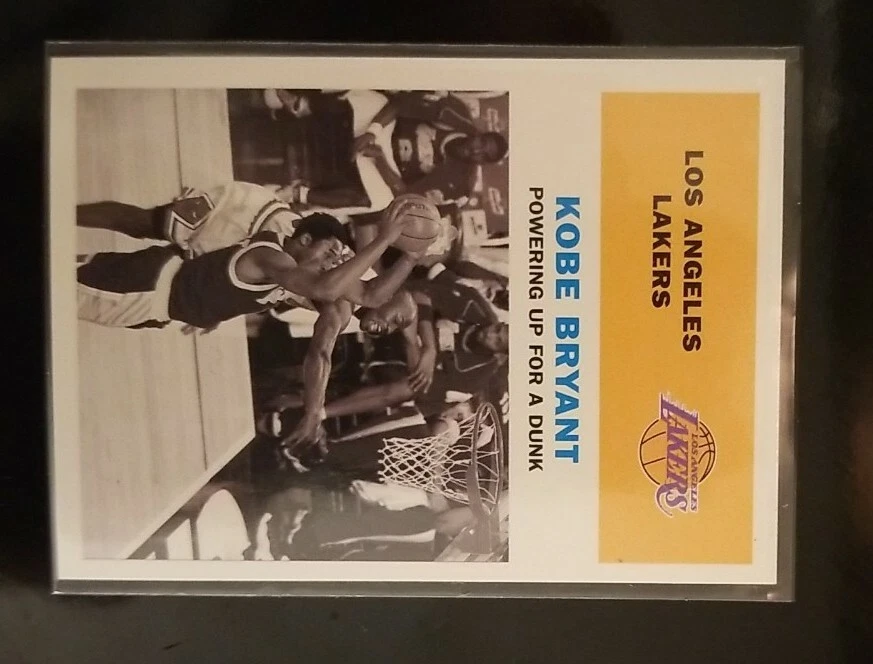 LOS ANGELES
LAKERS
LOS ANGELES
LAKERS
KOBE BRYANT
POWERING UP FOR A DUNK